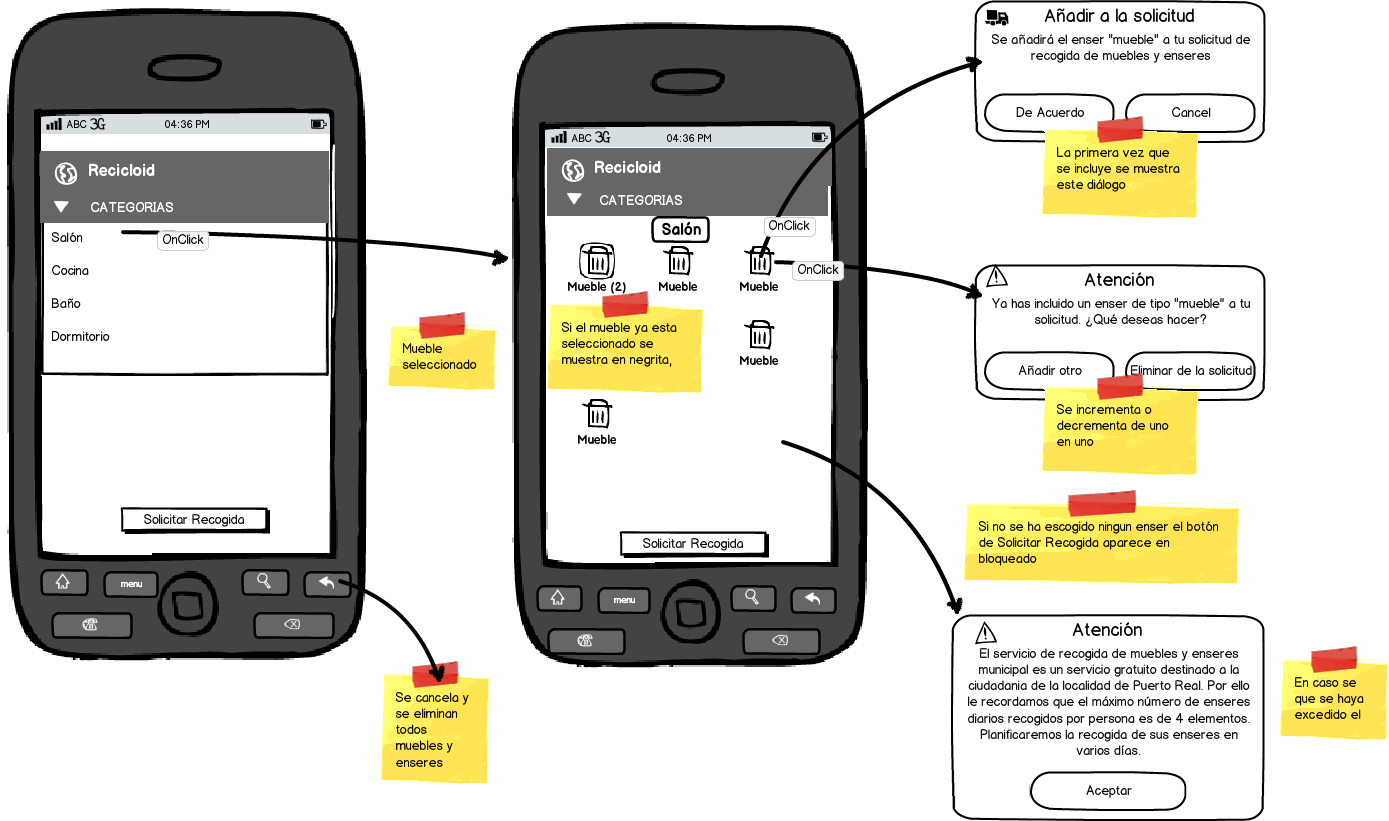 ABC 3G 04:36 PM
Recicloid
CATEGORIAS
Salón
OnClick
Cocina
Baño
Dormitorio
Solicitar Recogida
menu
Mueble
seleccionado
Se cancela y
se eliminan
todos
muebles y
enseres
ABC 3G 04:36 PM
Recicloid
CATEGORIAS
Salón
OnClick
OnClick
Mueble (2)
Mueble
Mueble
Si el mueble ya esta
seleccionado se
muestra en negrita,
Mueble
Mueble
Solicitar Recogida
menu
Añadir a la solicitud
Se añadirá el enser "mueble" a tu solicitud de
recogida de muebles y enseres
De Acuerdo
Cancel
La primera vez que
se incluye se muestra
este diálogo
Atención
Ya has incluido un enser de tipo "mueble" a tu
solicitud. ¿Qué deseas hacer?
Añadir otro
Eliminar de la solicitud
Se incrementa o
decrementa de uno
en uno
Si no se ha escogido ningun enser el botón
de Solicitar Recogida aparece en
bloqueado
Atención
El servicio de recogida de muebles y enseres
municipal es un servicio gratuito destinado a la
ciudadania de la localidad de Puerto Real. Por ello
le recordamos que el máximo número de enseres
diarios recogidos por persona es de 4 elementos.
Planificaremos la recogida de sus enseres en
varios días.
Aceptar
En caso se
que se haya
excedido el